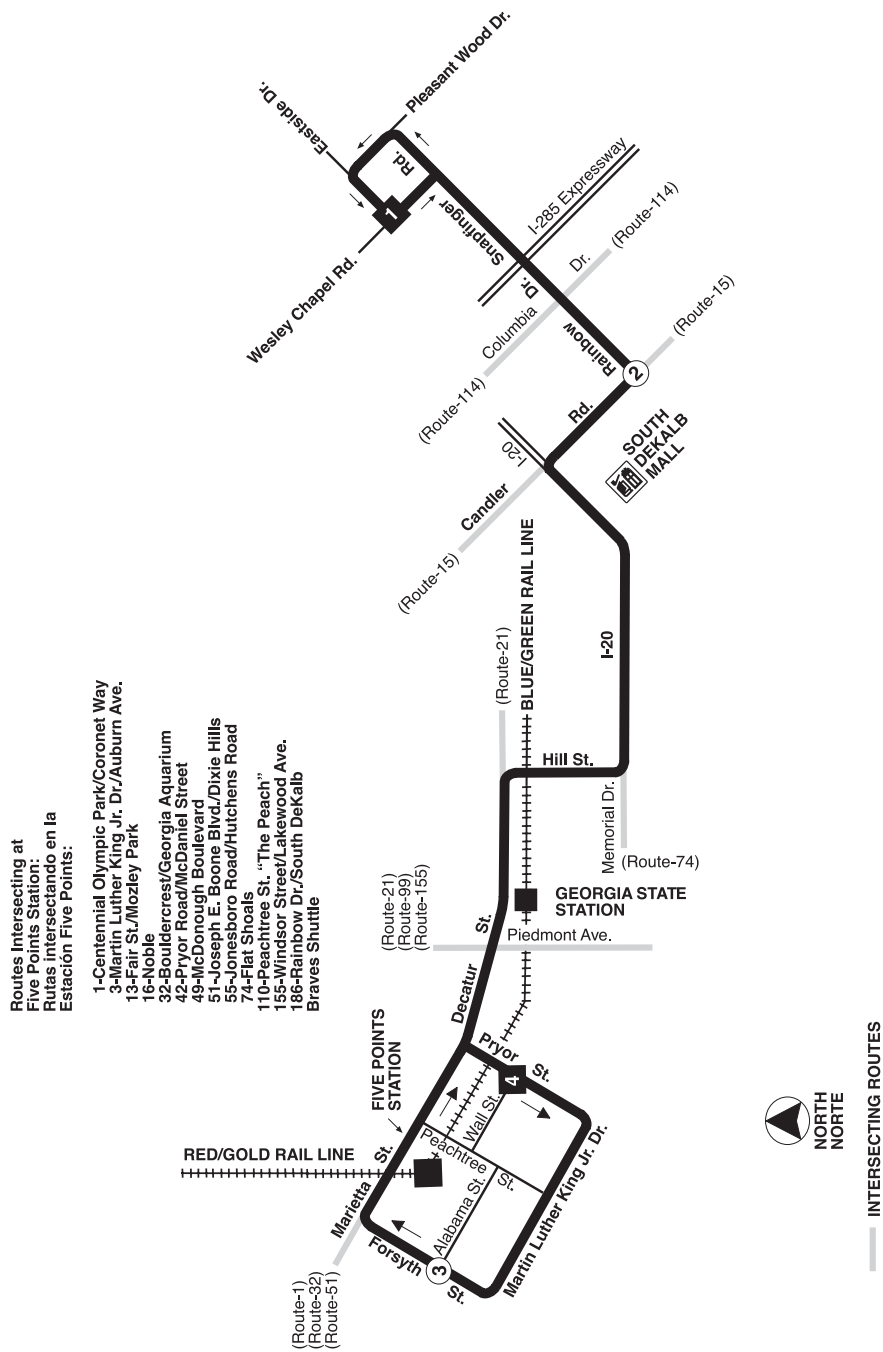 Routes Intersecting at
Five Points Station:
Rutas intersectando en la
Estación Five Points:
1-Centennial Olympic Park/Coronet Way
3-Martin Luther King Jr. Dr./Auburn Ave.
13-Fair St./Mozley Park
16-Noble
32-Bouldercrest/Georgia Aquarium
42-Pryor Road/McDaniel Street
49-McDonough Boulevard
51-Joseph E. Boone Blvd./Dixie Hills
55-Jonesboro Road/Hutchens Road
74-Flat Shoals
110-Peachtree St. "The Peach"
155-Windsor Street/Lakewood Ave.
186-Rainbow Dr./South DeKalb
Braves Shuttle
(Route-1)
(Route-32)
(Route-51)
RED/GOLD RAIL LINE
FIVE POINTS
STATION
Marietta St.
Forsyth St.
3
Alabama St.
Peachtree St.
Wall St.
4
Pryor St.
Martin Luther King Jr. Dr.
Decatur St.
(Route-21)
(Route-99)
(Route-155)
Piedmont Ave.
GEORGIA STATE
STATION
Memorial Dr.
(Route-74)
Hill St.
(Route-21)
BLUE/GREEN RAIL LINE
I-20
(Route-15)
Candler Rd.
I-20
SOUTH
DEKALB
MALL
2
(Route-15)
Rainbow Dr.
(Route-114)
Columbia Dr.
(Route-114)
I-285 Expressway
Snapfinger Rd.
Wesley Chapel Rd.
1
Eastside Dr.
Pleasant Wood Dr.
NORTH
NORTE
INTERSECTING ROUTES